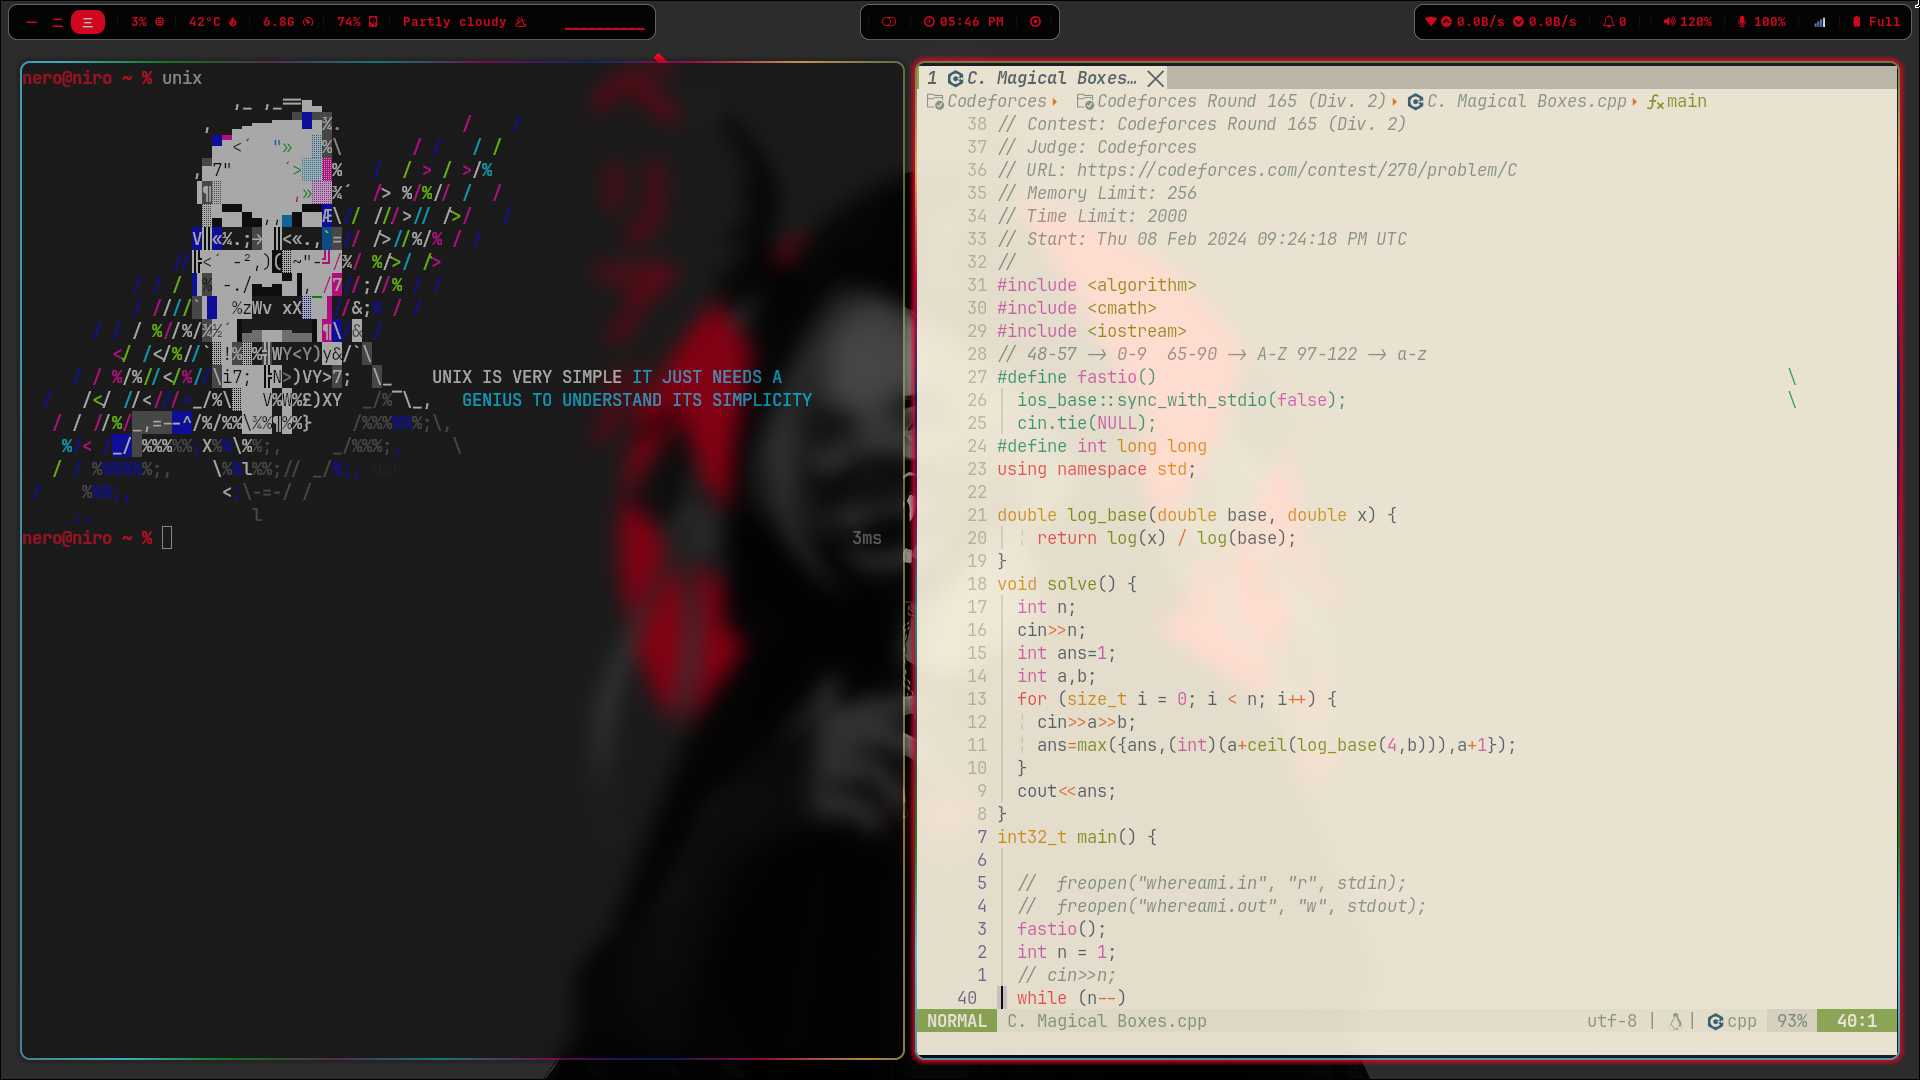 一 二 三 3% 42°C 6.8G 74% Partly cloudy
05:46 PM
0.0B/s 0.0B/s 0 120% 100% Full
nero@niro ~ % unix
UNIX IS VERY SIMPLE IT JUST NEEDS A
GENIUS TO UNDERSTAND ITS SIMPLICITY
nero@niro ~ %
3ms
1 C. Magical Boxes…
Codeforces Codeforces Round 165 (Div. 2) C. Magical Boxes.cpp main
38 // Contest: Codeforces Round 165 (Div. 2)
37 // Judge: Codeforces
36 // URL: https://codeforces.com/contest/270/problem/C
35 // Memory Limit: 256
34 // Time Limit: 2000
33 // Start: Thu 08 Feb 2024 09:24:18 PM UTC
32 //
31 #include <algorithm>
30 #include <cmath>
29 #include <iostream>
28 // 48-57 -> 0-9  65-90 -> A-Z 97-122 -> a-z
27 #define fastio() \
26 ios_base::sync_with_stdio(false); \
25 cin.tie(NULL);
24 #define int long long
23 using namespace std;
22
21 double log_base(double base, double x) {
20 return log(x) / log(base);
19 }
18 void solve() {
17 int n;
16 cin>>n;
15 int ans=1;
14 int a,b;
13 for (size_t i = 0; i < n; i++) {
12 cin>>a>>b;
11 ans=max({ans,(int)(a+ceil(log_base(4,b))),a+1});
10 }
9 cout<<ans;
8 }
7 int32_t main() {
6
5 //  freopen("whereami.in", "r", stdin);
4 //  freopen("whereami.out", "w", stdout);
3 fastio();
2 int n = 1;
1 // cin>>n;
40 while (n--)
NORMAL C. Magical Boxes.cpp utf-8 | | cpp 93% 40:1